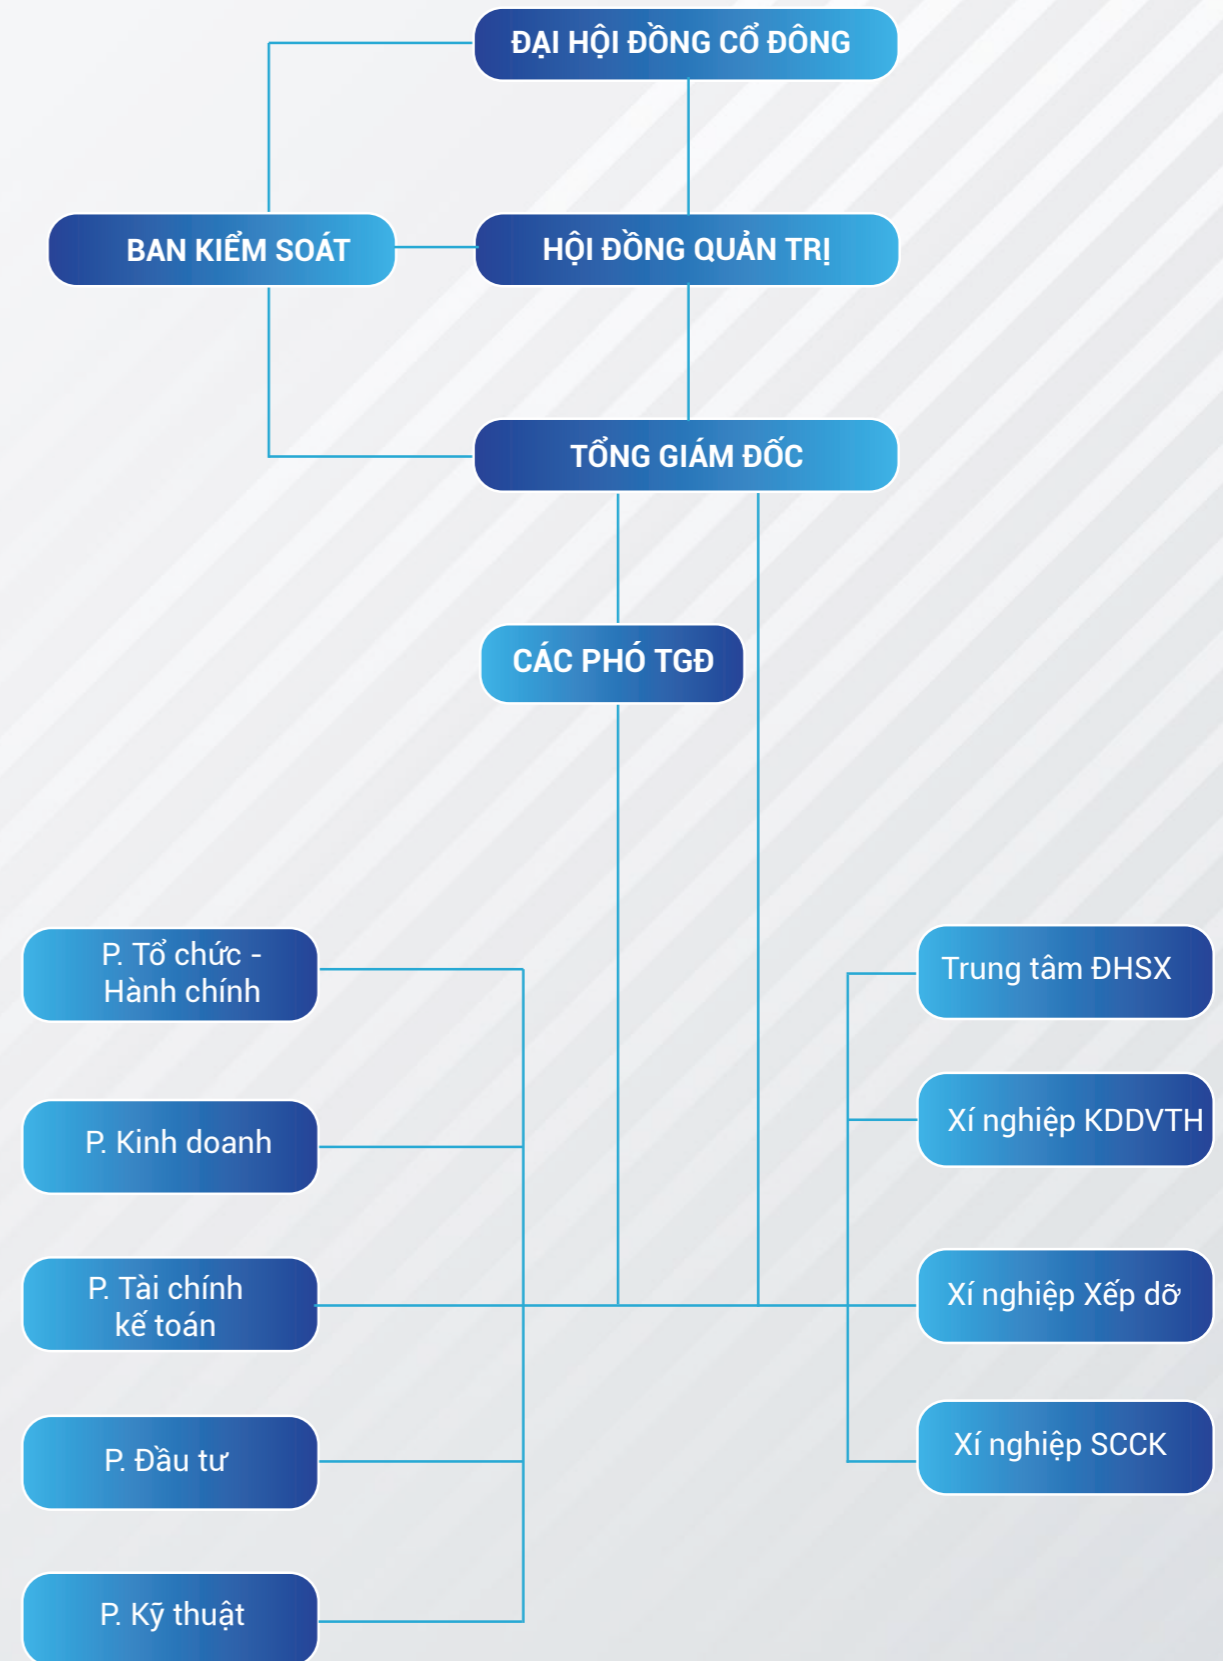 ĐẠI HỘI ĐỒNG CỔ ĐÔNG
BAN KIỂM SOÁT
HỘI ĐỒNG QUẢN TRỊ
TỔNG GIÁM ĐỐC
CÁC PHÓ TGĐ
P. Tổ chức -
Hành chính
P. Kinh doanh
P. Tài chính
kế toán
P. Đầu tư
P. Kỹ thuật
Trung tâm ĐHSX
Xí nghiệp KDDVTH
Xí nghiệp Xếp dỡ
Xí nghiệp SCCK